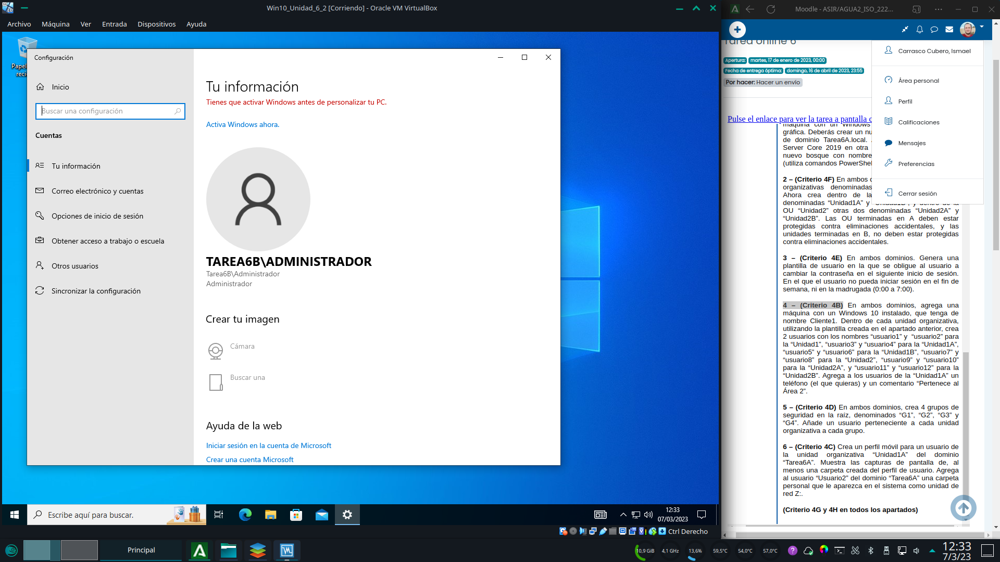 Win10_Unidad_6_2 [Corriendo] - Oracle VM VirtualBox
Archivo Máquina Ver Entrada Dispositivos Ayuda
Configuración
Inicio
Buscar una configuración
Cuentas
Tu información
Correo electrónico y cuentas
Opciones de inicio de sesión
Obtener acceso a trabajo o escuela
Otros usuarios
Sincronizar la configuración
Tu información
Tienes que activar Windows antes de personalizar tu PC.
Activa Windows ahora.
TAREA6B\ADMINISTRADOR
Tarea6B\Administrador
Administrador
Crear tu imagen
Cámara
Buscar una
Ayuda de la web
Iniciar sesión en la cuenta de Microsoft
Crear una cuenta Microsoft
Escribe aquí para buscar.
12:33
07/03/2023
Ctrl Derecho
Moodle - ASIR/AGUA2_ISO_222...
Tarea online 6
Apertura: martes, 17 de enero de 2023, 00:00
Fecha de entrega óptima: domingo, 16 de abril de 2023, 23:55
Por hacer: Hacer un envío
Carrasco Cubero, Ismael
Área personal
Perfil
Calificaciones
Mensajes
Preferencias
Cerrar sesión
Pulse el enlace para ver la tarea a pantalla
máquina con un Windows
gráfica. Deberás crear un
de dominio Tarea6A.local.
Server Core 2019 en otra
nuevo bosque con nombre
(utiliza comandos
2 – (Criterio 4F) En ambos
organizativas denominadas
Ahora crea dentro de la
denominadas “Unidad1A” y “Unidad1B”, y dentro de la
OU “Unidad2” otras dos denominadas “Unidad2A” y
“Unidad2B”. Las OU terminadas en A deben estar
protegidas contra eliminaciones accidentales, y las
unidades terminadas en B, no deben estar protegidas
contra eliminaciones accidentales.
3 – (Criterio 4E) En ambos dominios. Genera una
plantilla de usuario en la que se obligue al usuario a
cambiar la contraseña en el siguiente inicio de sesión.
En el que el usuario no pueda iniciar sesión en el fin de
semana, ni en la madrugada (0:00 a 7:00).
4 – (Criterio 4B) En ambos dominios, agrega una
máquina con un Windows 10 instalado, que tenga de
nombre Cliente1. Dentro de cada unidad organizativa,
utilizando la plantilla creada en el apartado anterior, crea
2 usuarios con los nombres “usuario1” y “usuario2” para
la “Unidad1”, “usuario3” y “usuario4” para la “Unidad1A”,
“usuario5” y “usuario6” para la “Unidad1B”, “usuario7” y
“usuario8” para la “Unidad2”, “usuario9” y “usuario10”
para la “Unidad2A”, y “usuario11” y “usuario12” para la
“Unidad2B”. Agrega a los usuarios de la “Unidad1A” un
teléfono (el que quieras) y un comentario “Pertenece al
Área 2”.
5 – (Criterio 4D) En ambos dominios, crea 4 grupos de
seguridad en la raíz, denominados “G1”, “G2”, “G3” y
“G4”. Añade un usuario perteneciente a cada unidad
organizativa a cada grupo.
6 – (Criterio 4C) Crea un perfil móvil para un usuario de
la unidad organizativa “Unidad1A” del dominio
“Tarea6A”. Muestra las capturas de pantalla de, al
menos una carpeta creada del perfil de usuario. Agrega
al usuario “Usuario2” del dominio “Tarea6A” una carpeta
personal que le aparezca en el sistema como unidad de
red Z:.
(Criterio 4G y 4H en todos los apartados)
Principal
10,9 GiB 4,1 GHz 13,6% 59,5°C 54,0°C 57,0°C
12:33
7/3/23